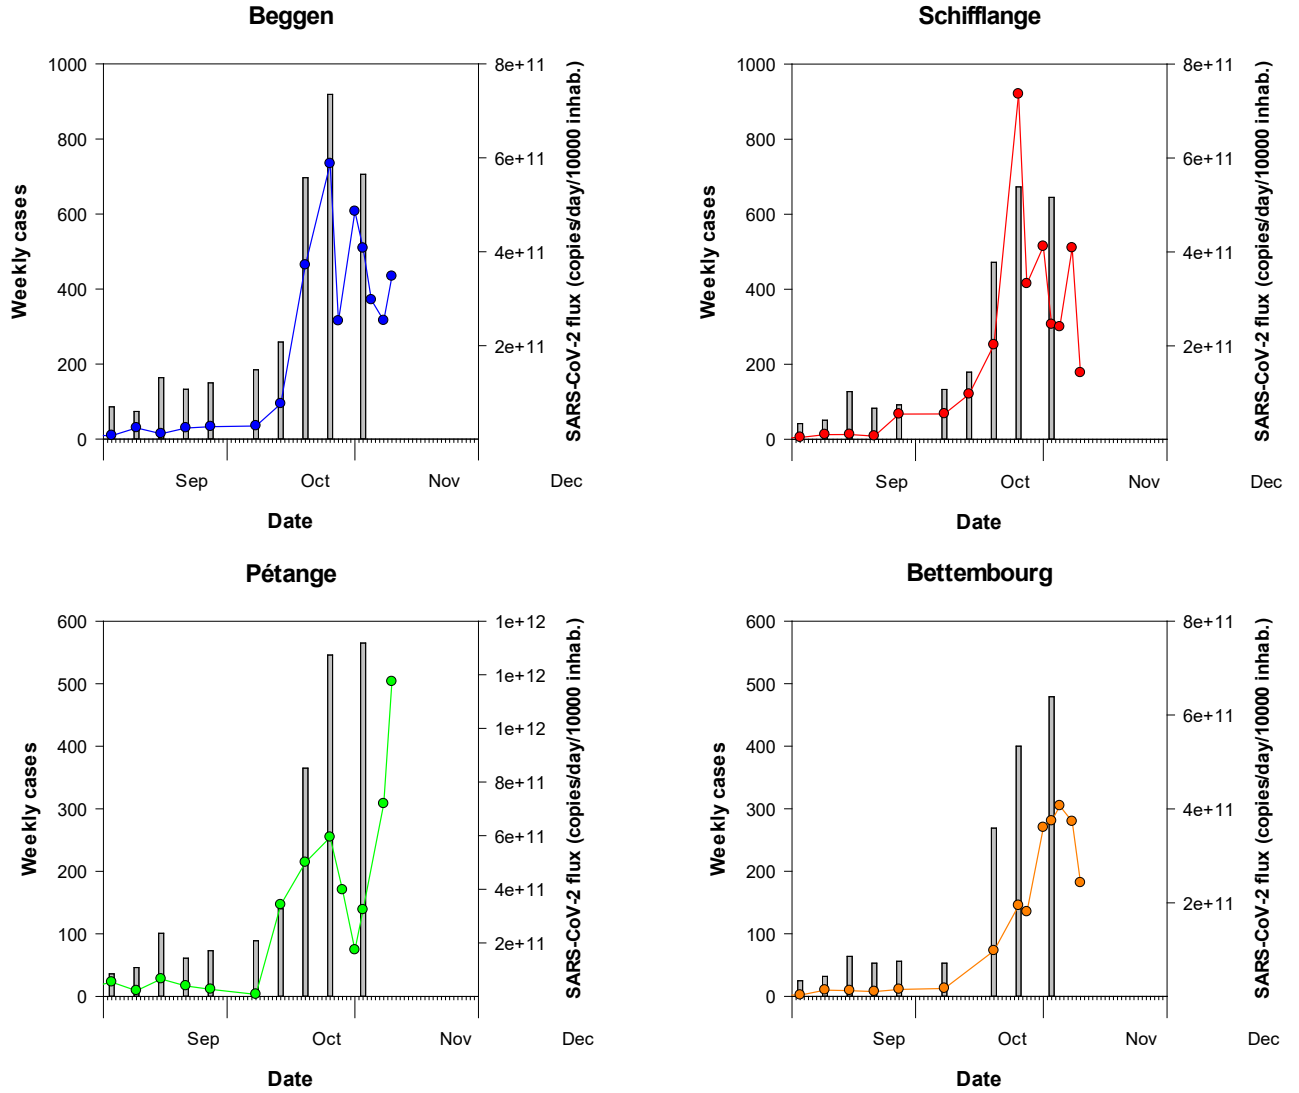 Beggen
1000
800
600
400
200
0
Weekly cases
8e+11
6e+11
4e+11
2e+11
SARS-CoV-2 flux (copies/day/10000 inhab.)
Sep Oct Nov Dec
Date
Schifflange
1000
800
600
400
200
0
Weekly cases
8e+11
6e+11
4e+11
2e+11
SARS-CoV-2 flux (copies/day/10000 inhab.)
Sep Oct Nov Dec
Date
Pétange
600
500
400
300
200
100
0
Weekly cases
1e+12
1e+12
1e+12
8e+11
6e+11
4e+11
2e+11
SARS-CoV-2 flux (copies/day/10000 inhab.)
Sep Oct Nov Dec
Date
Bettembourg
600
500
400
300
200
100
0
Weekly cases
8e+11
6e+11
4e+11
2e+11
SARS-CoV-2 flux (copies/day/10000 inhab.)
Sep Oct Nov Dec
Date